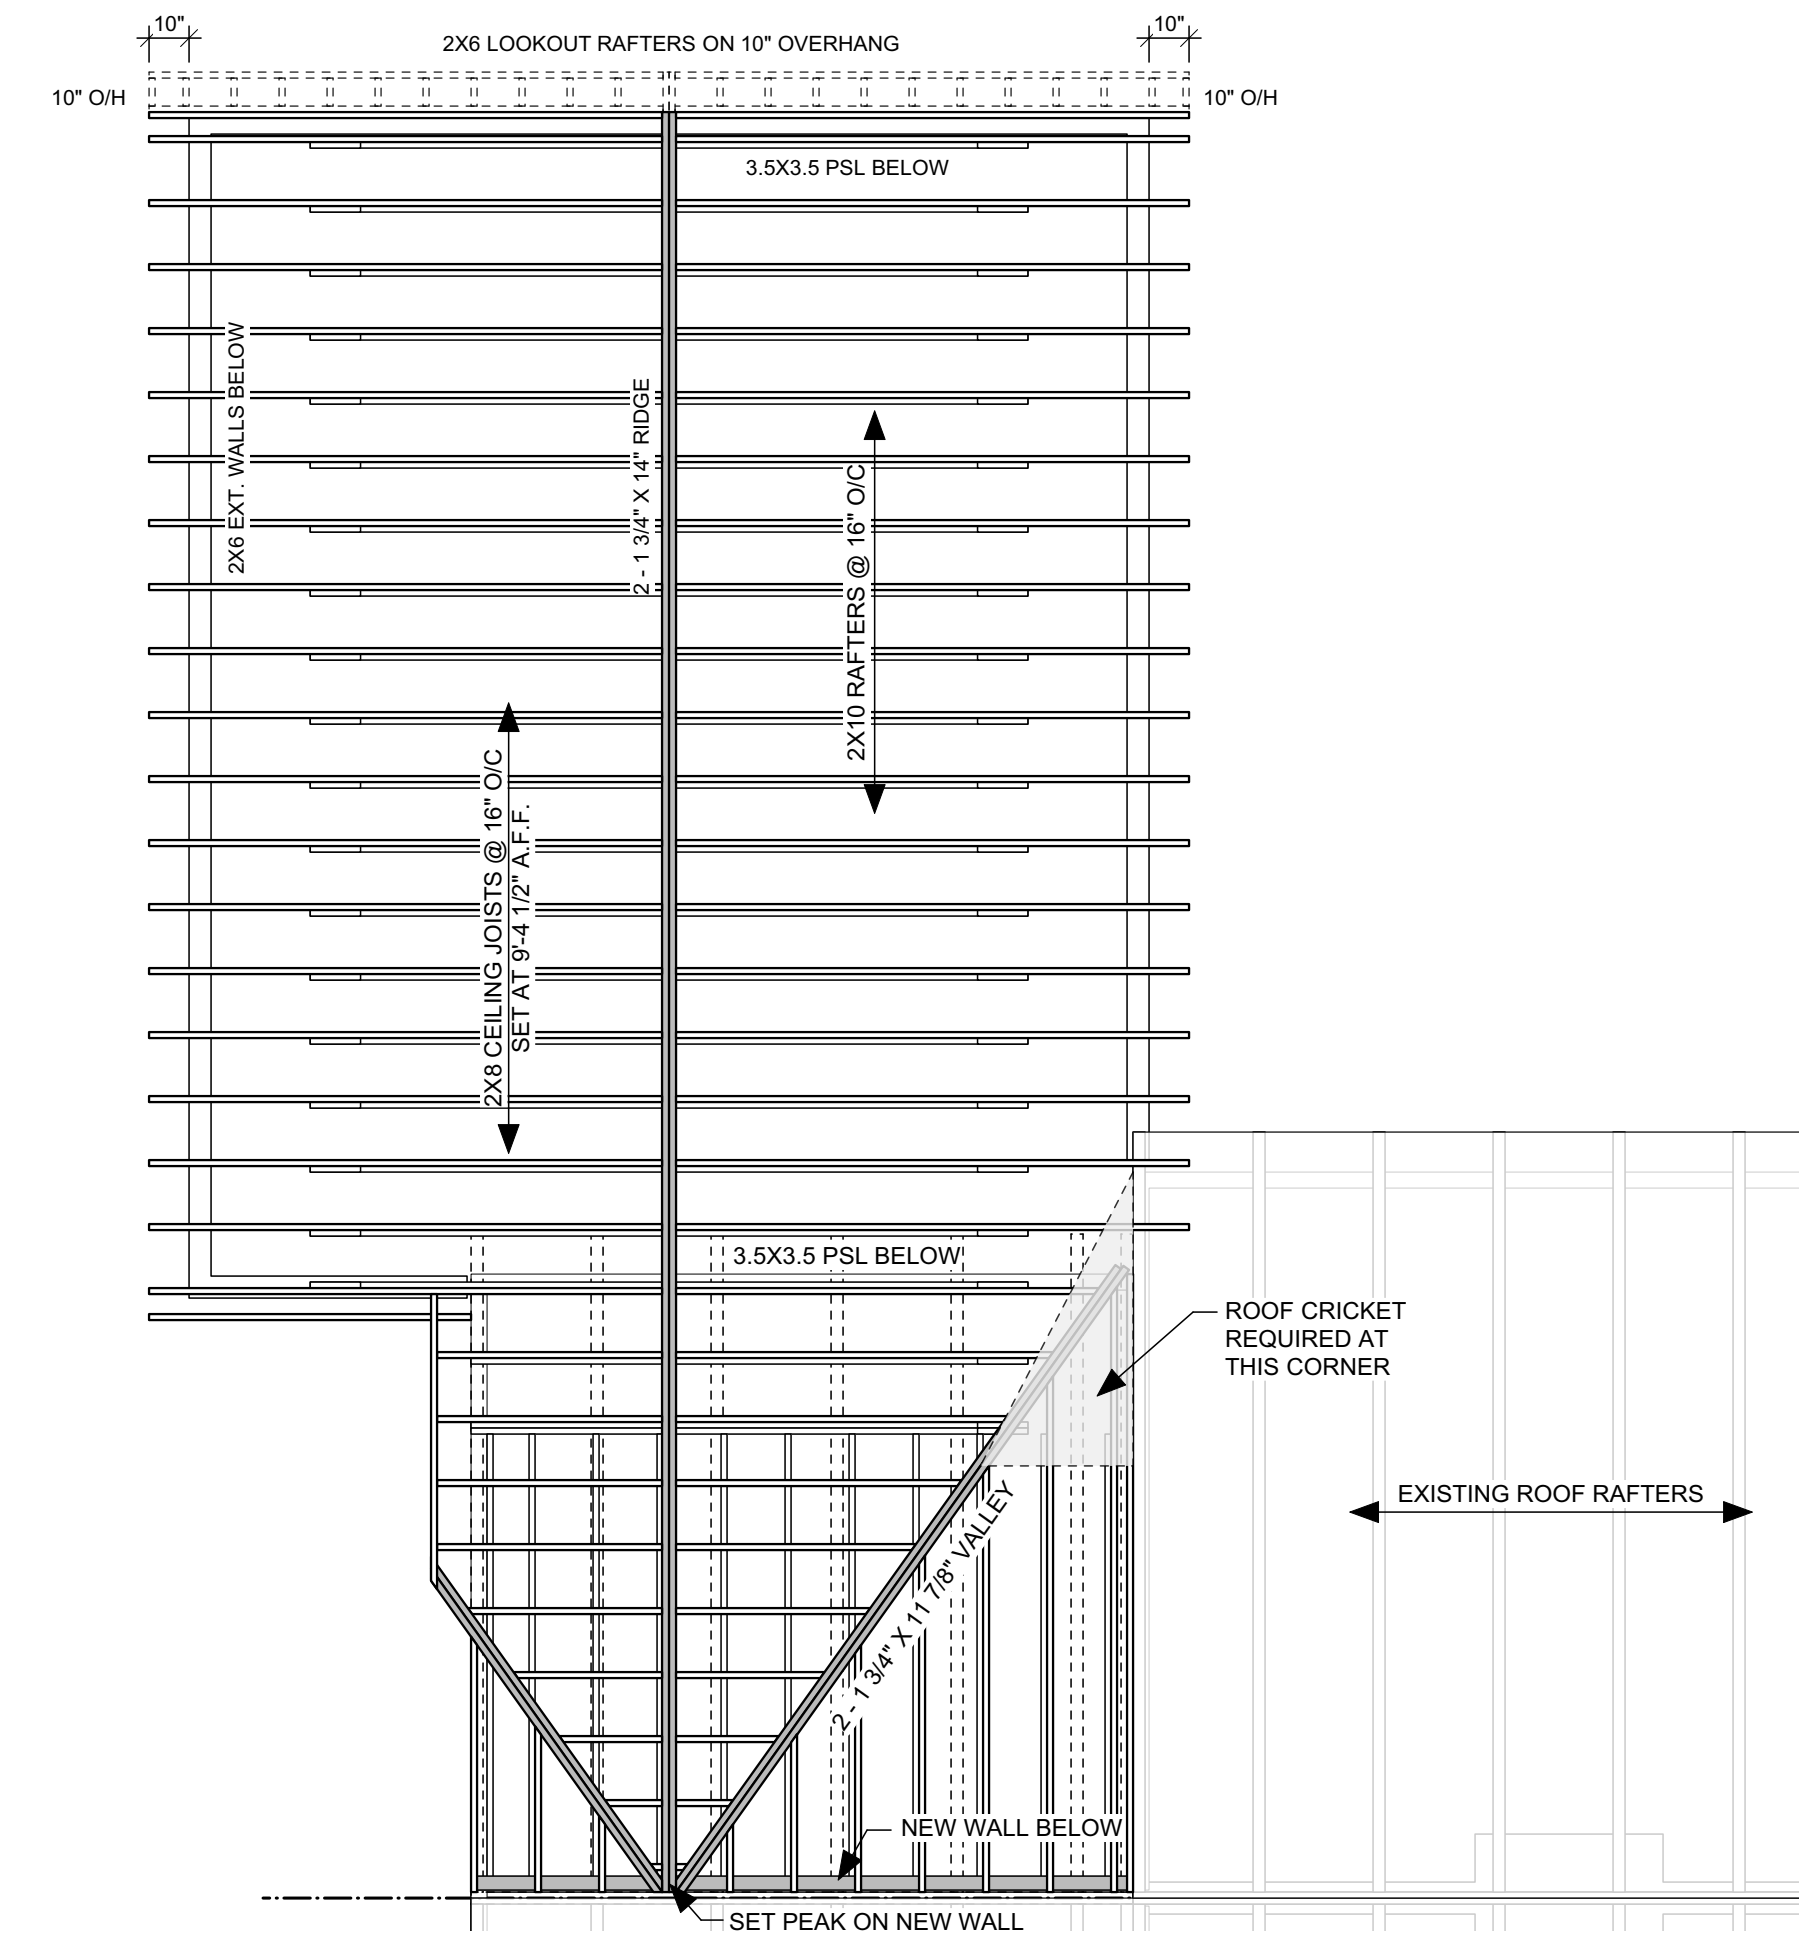 10"
10"
2X6 LOOKOUT RAFTERS ON 10" OVERHANG
10" O/H
10" O/H
3.5X3.5 PSL BELOW
2X6 EXT. WALLS BELOW
2 - 1 3/4" X 14" RIDGE
2X10 RAFTERS @ 16" O/C
2X8 CEILING JOISTS @ 16" O/C
SET AT 9'-4 1/2" A.F.F.
3.5X3.5 PSL BELOW
ROOF CRICKET
REQUIRED AT
THIS CORNER
2 - 1 3/4" X 11 7/8" VALLEY
EXISTING ROOF RAFTERS
NEW WALL BELOW
SET PEAK ON NEW WALL